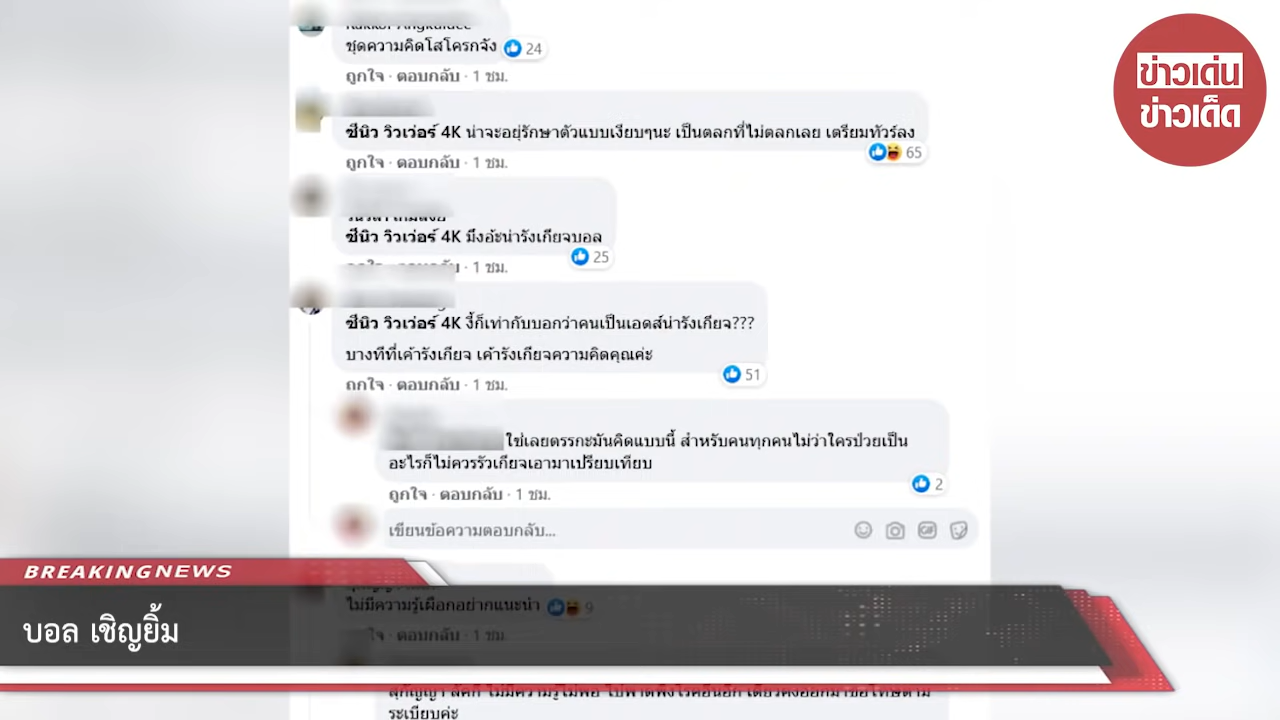 ชุดความคิดโสโครกจัง 24
ถูกใจ · ตอบกลับ · 1 ชม.
ซีนิว วิวเว่อร์ 4K น่าจะอยุ่รักษาตัวแบบเงียบๆนะ เป็นตลกที่ไม่ตลกเลย เตรียมทัวร์ลง
65
ถูกใจ · ตอบกลับ · 1 ชม.
ซีนิว วิวเว่อร์ 4K มึงอ้ะน่ารังเกียจบอล
25
· 1 ชม.
ซีนิว วิวเว่อร์ 4K งี้ก็เท่ากับบอกว่าคนเป็นเอดส์น่ารังเกียจ???
บางทีที่เค้ารังเกียจ เค้ารังเกียจความคิดคุณค่ะ
51
ถูกใจ · ตอบกลับ · 1 ชม.
ใช่เลยตรรกะมันคิดแบบนี้ สำหรับคนทุกคนไม่ว่าใครป่วยเป็น
อะไรก็ไม่ควรรัวเกียจเอามาเปรียบเทียบ
2
ถูกใจ · ตอบกลับ · 1 ชม.
เขียนข้อความตอบกลับ...
GIF
ไม่มีความรู้เผือกอย่ากแนะนำ 9
ตอบกลับ · 1 ชม.
ระเบียบค่ะ
BREAKINGNEWS
บอล เชิญยิ้ม
ข่าวเด่น
ข่าวเด็ด